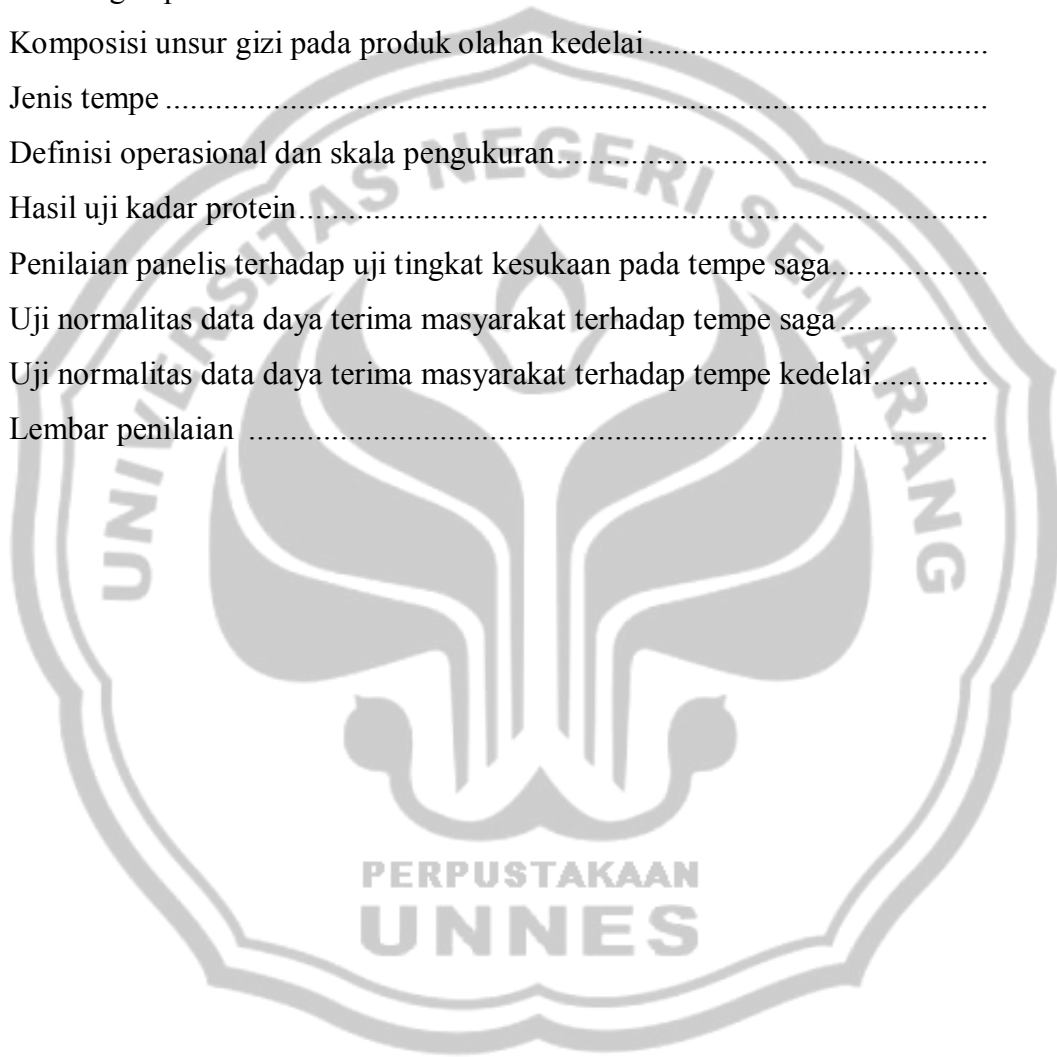 Komposisi unsur gizi pada produk olahan kedelai ....................................
Jenis tempe ........................................................................................
Definisi operasional dan skala pengukuran..............................................
Hasil uji kadar protein..........................................................................
Penilaian panelis terhadap uji tingkat kesukaan pada tempe saga.................
Uji normalitas data daya terima masyarakat terhadap tempe saga ................
Uji normalitas data daya terima masyarakat terhadap tempe kedelai..............
Lembar penilaian ...............................................................................
UNIVERSITAS NEGERI SEMARANG
PERPUSTAKAAN
UNNES